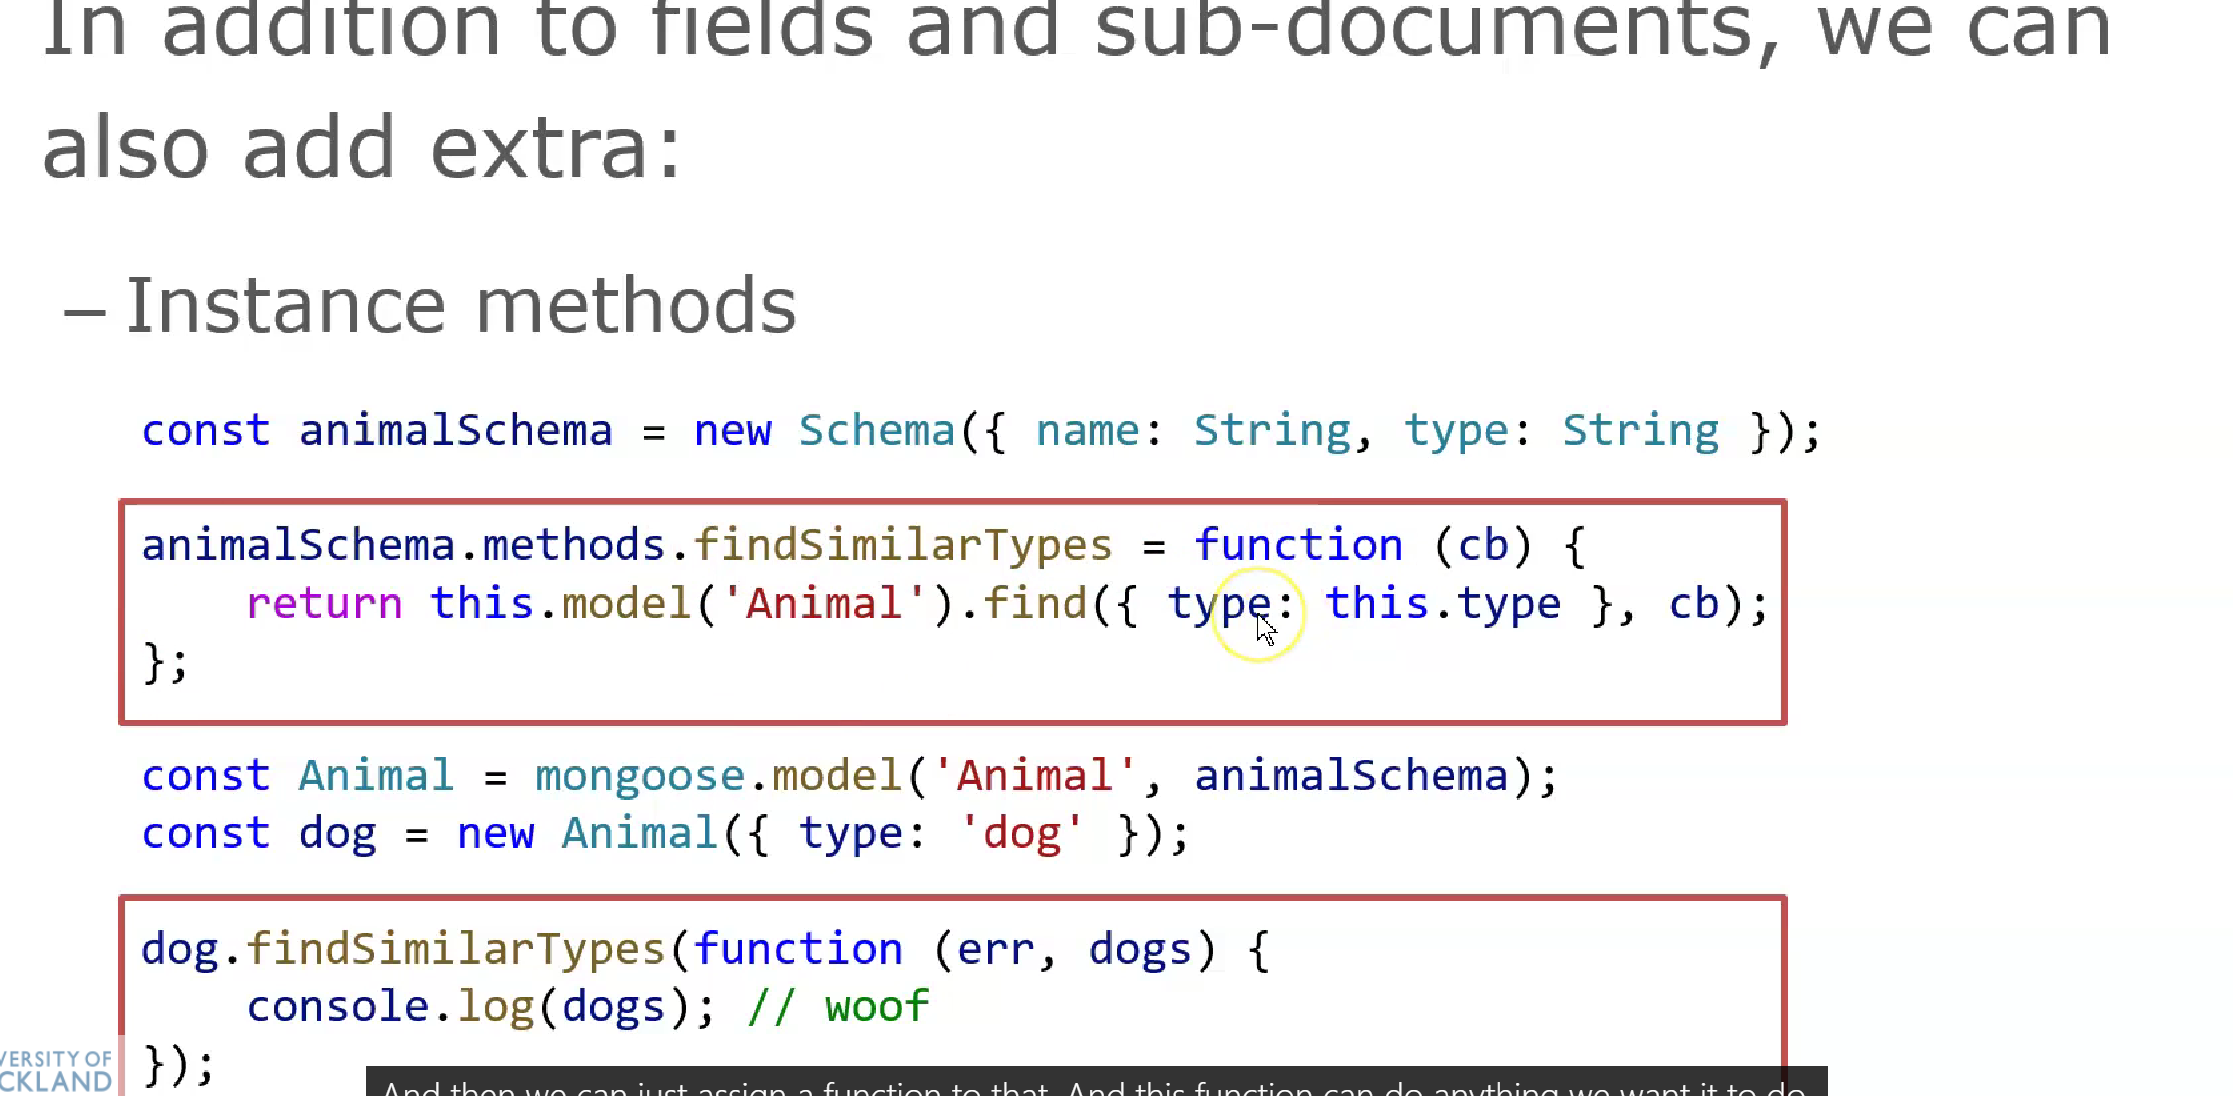 In addition to fields and sub-documents, we can
also add extra:
– Instance methods
const animalSchema = new Schema({ name: String, type: String });
animalSchema.methods.findSimilarTypes = function (cb) {
    return this.model('Animal').find({ type: this.type }, cb);
};
const Animal = mongoose.model('Animal', animalSchema);
const dog = new Animal({ type: 'dog' });
dog.findSimilarTypes(function (err, dogs) {
    console.log(dogs); // woof
});
VERSITY OF
CKLAND
And then we can just assign a function to that. And this function can do anything we want it to do